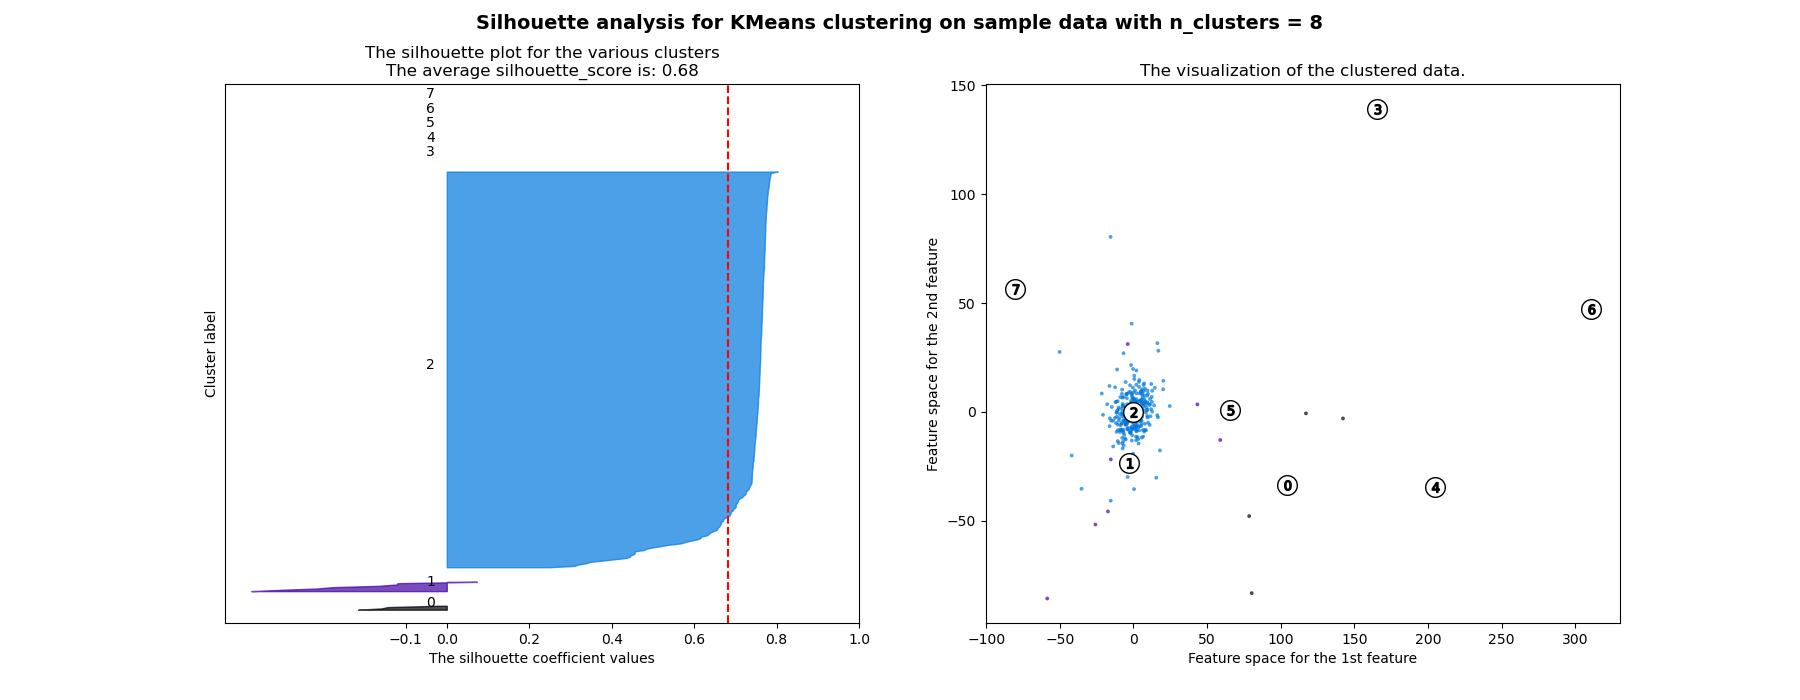 Silhouette analysis for KMeans clustering on sample data with n_clusters = 8
The silhouette plot for the various clusters
The average silhouette_score is: 0.68
7
6
5
4
3
2
1
0
Cluster label
−0.1 0.0 0.2 0.4 0.6 0.8 1.0
The silhouette coefficient values
The visualization of the clustered data.
150
100
50
0
−50
Feature space for the 2nd feature
3
7
6
2
5
1
0
4
−100 −50 0 50 100 150 200 250 300
Feature space for the 1st feature